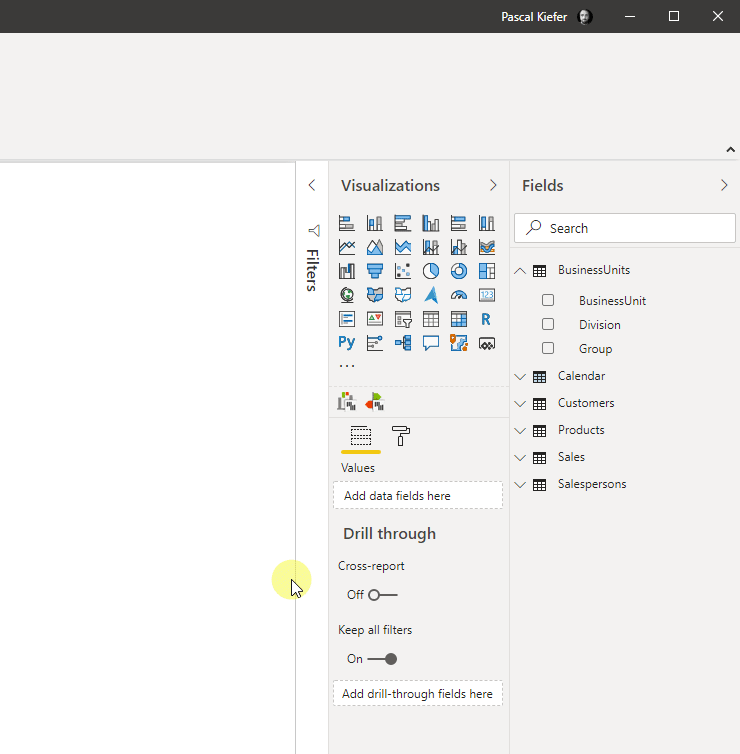 Pascal Kiefer
Filters
Visualizations
123
R
Py
...
Values
Add data fields here
Drill through
Cross-report
Off
Keep all filters
On
Add drill-through fields here
Fields
Search
BusinessUnits
BusinessUnit
Division
Group
Calendar
Customers
Products
Sales
Salespersons